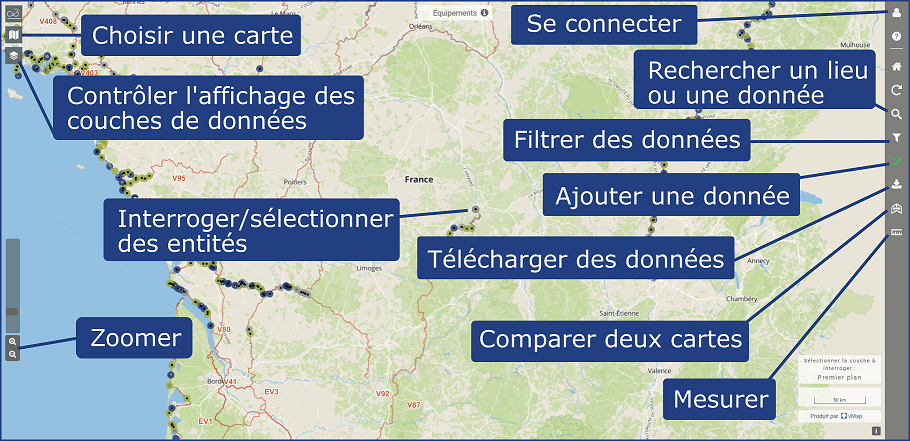 V408
Le Mans
Équipements
Orléans
Se connecter
Choisir une carte
Mulhouse
V403
Rechercher un lieu
ou une donnée
Contrôler l'affichage des
couches de données
Filtrer des données
V95
Poitiers
France
Ajouter une donnée
Interroger/sélectionner
des entités
Télécharger des données
Limoges
Annecy
Chambéry
Saint-Étienne
V80
Zoomer
Comparer deux cartes
Sélectionner la couche à
interroger :
Premier plan
Valence
V41
EV3
V92
V87
Mesurer
50 km
EV1
Produit par vMap